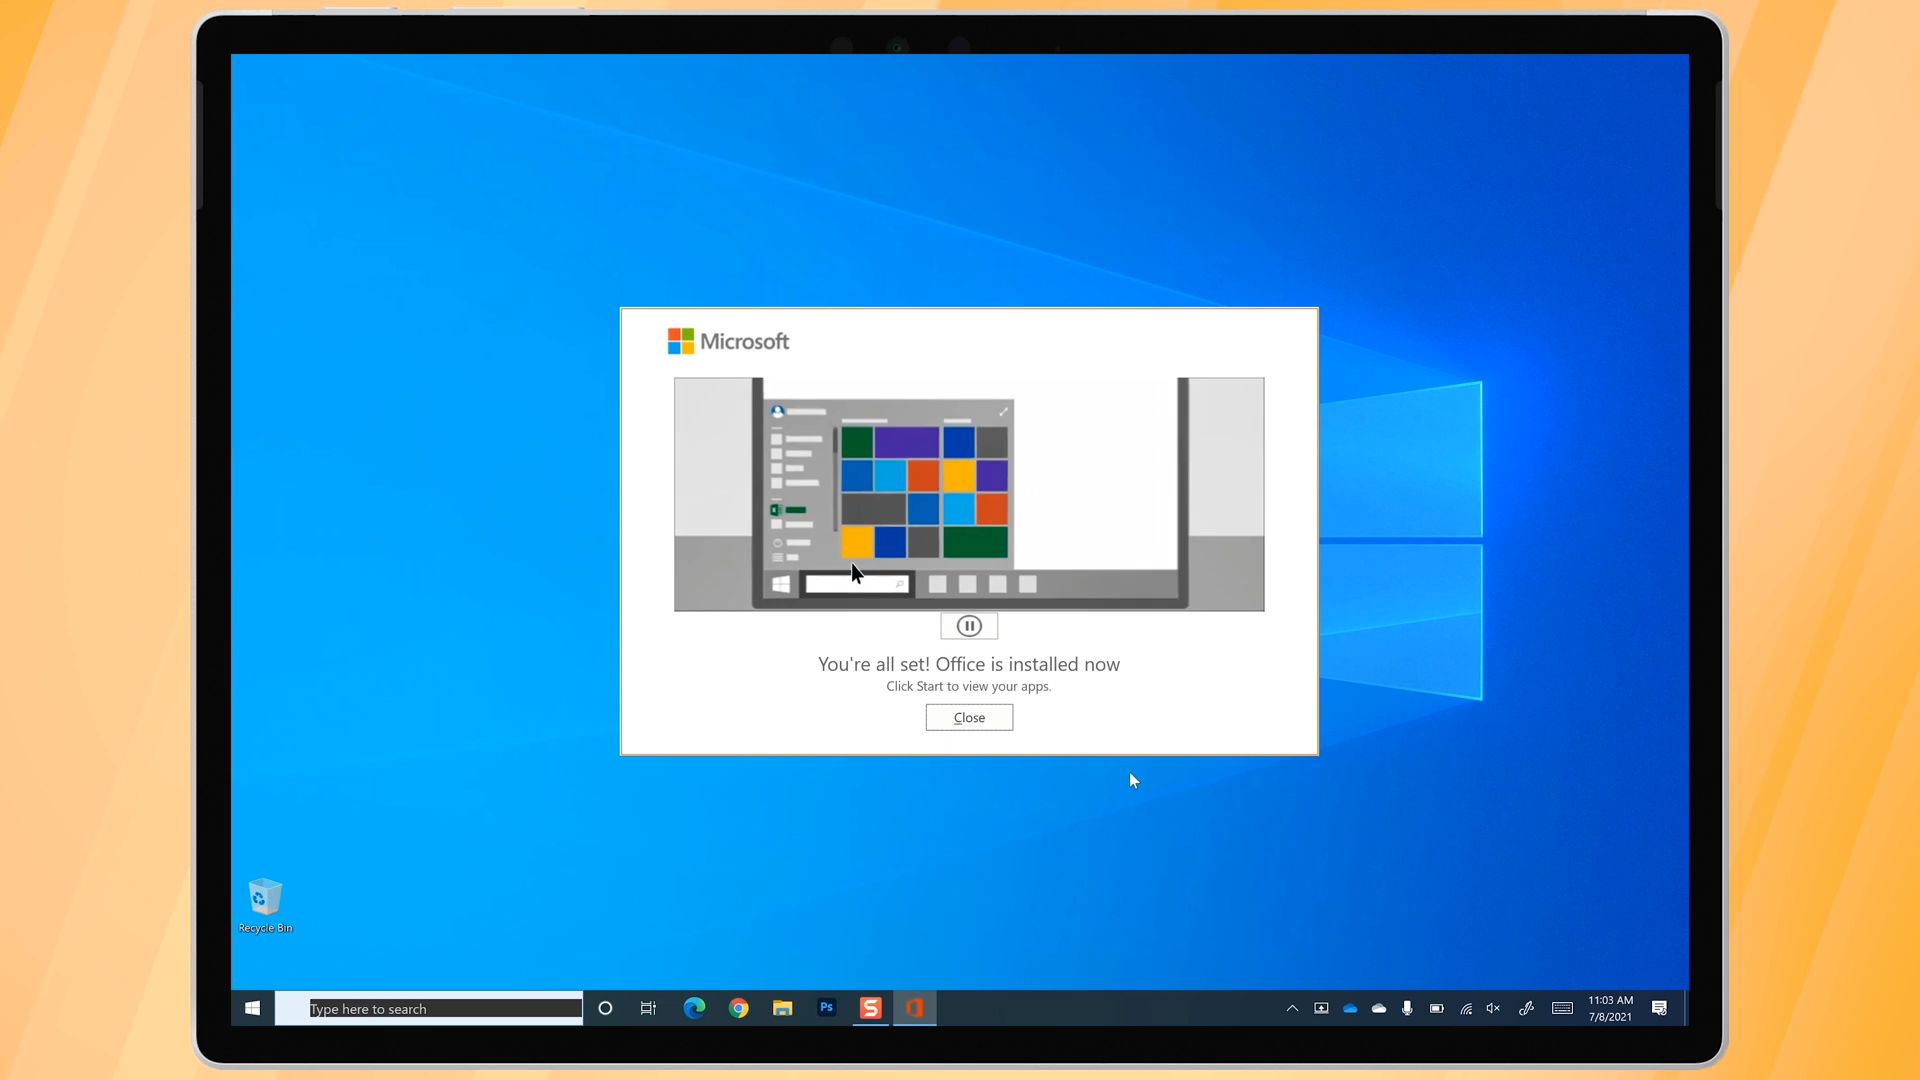 Microsoft
You're all set! Office is installed now
Click Start to view your apps.
Close
Recycle Bin
Type here to search
Ps
S
11:03 AM
7/8/2021